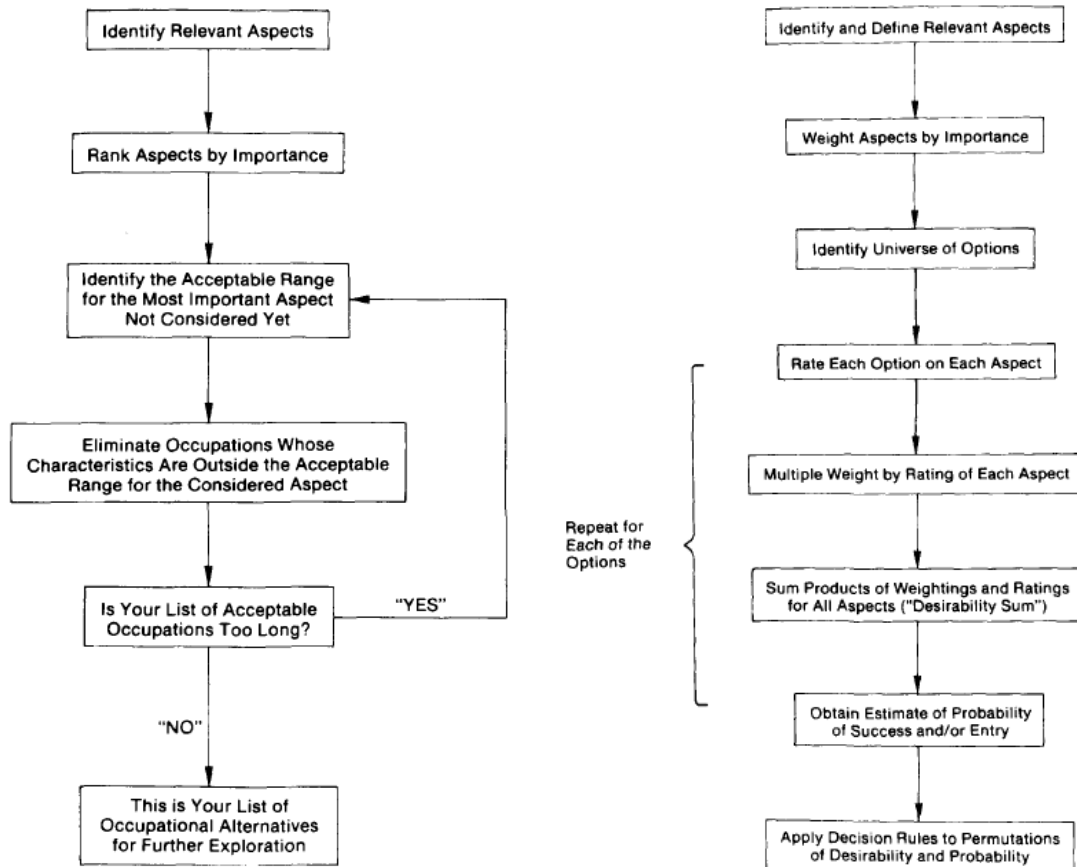 Identify Relevant Aspects
Rank Aspects by Importance
Identify the Acceptable Range
for the Most Important Aspect
Not Considered Yet
Eliminate Occupations Whose
Characteristics Are Outside the Acceptable
Range for the Considered Aspect
Is Your List of Acceptable
Occupations Too Long?
“YES”
“NO”
This is Your List of
Occupational Alternatives
for Further Exploration
Identify and Define Relevant Aspects
Weight Aspects by Importance
Identify Universe of Options
Rate Each Option on Each Aspect
Multiple Weight by Rating of Each Aspect
Repeat for
Each of the
Options
Sum Products of Weightings and Ratings
for All Aspects ("Desirability Sum")
Obtain Estimate of Probability
of Success and/or Entry
Apply Decision Rules to Permutations
of Desirability and Probability